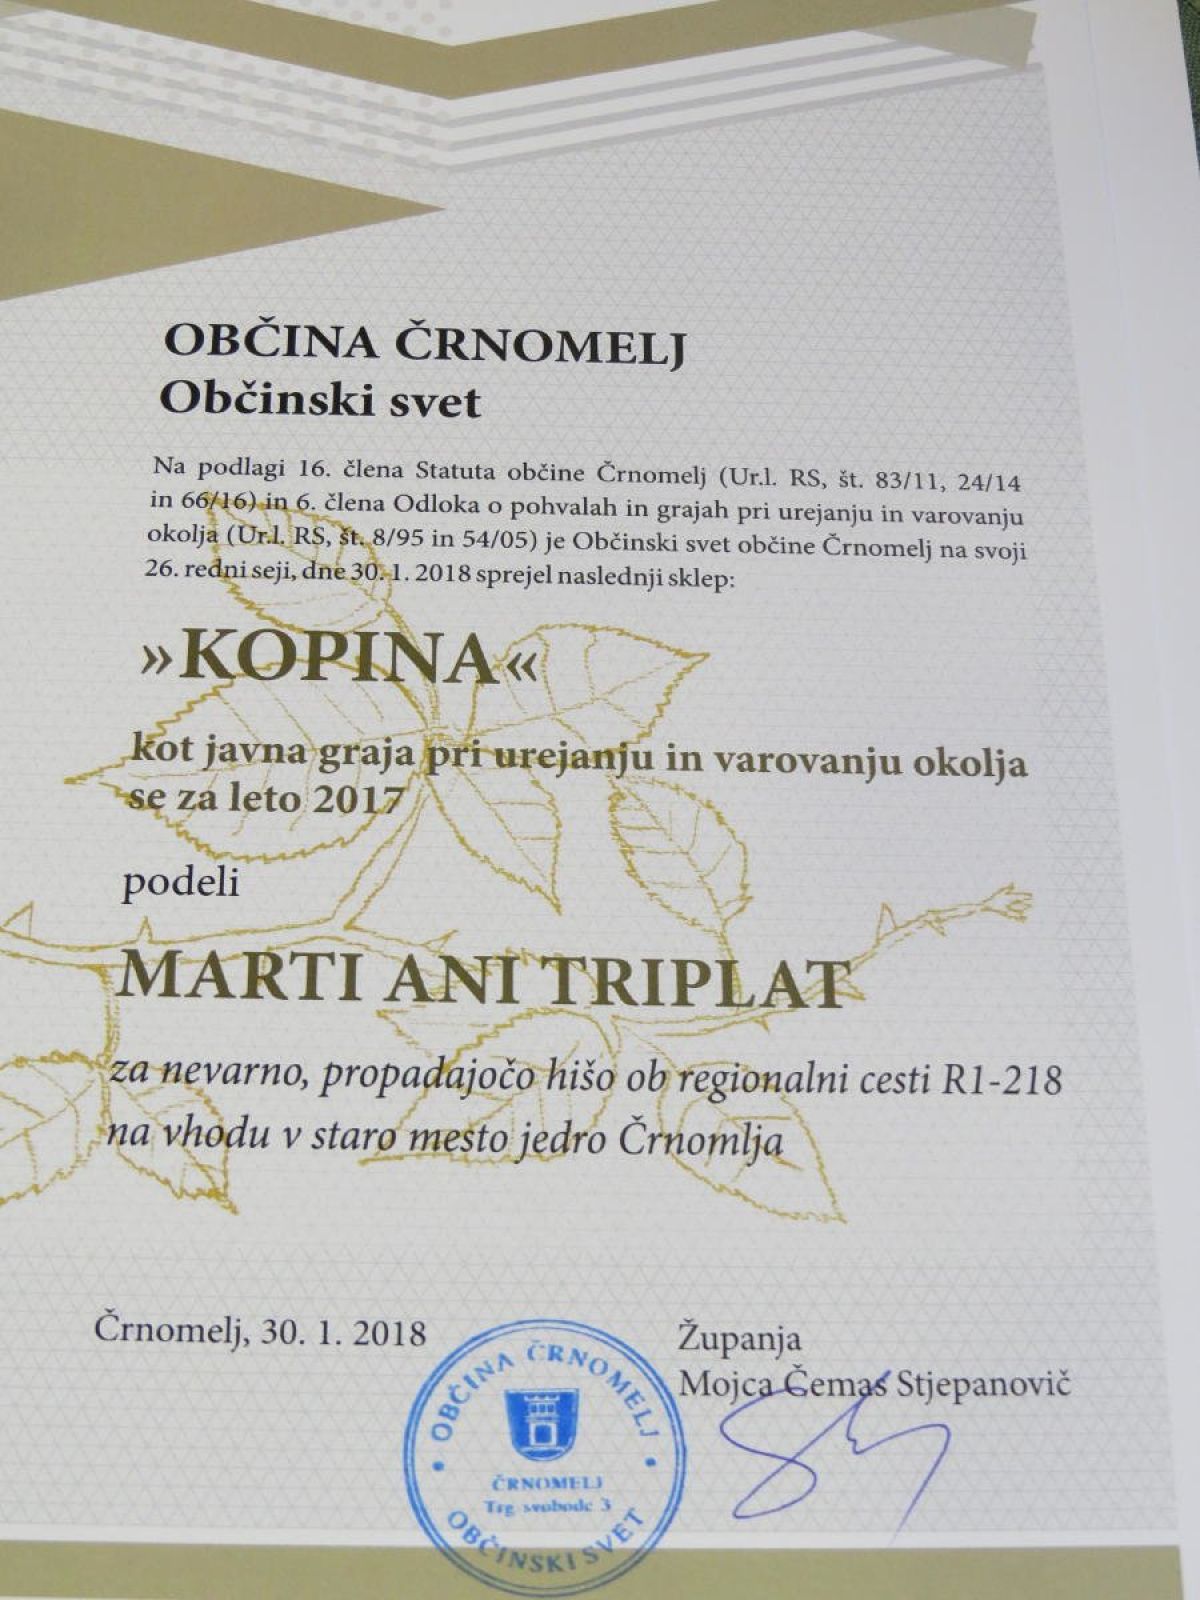 OBČINA ČRNOMELJ
Občinski svet
Na podlagi 16. člena Statuta občine Črnomelj (Ur.l. RS, št. 83/11, 24/14
in 66/16) in 6. člena Odloka o pohvalah in grajah pri urejanju in varovanju
okolja (Ur.l. RS, št. 8/95 in 54/05) je Občinski svet občine Črnomelj na svoji
26. redni seji, dne 30. 1. 2018 sprejel naslednji sklep:
»KOPINA«
kot javna graja pri urejanju in varovanju okolja
se za leto 2017
podeli
MARTI ANI TRIPLAT
za nevarno, propadajočo hišo ob regionalni cesti R1-218
na vhodu v staro mesto jedro Črnomlja
Črnomelj, 30. 1. 2018
Županja
Mojca Čemas Stjepanovič
OBČINA ČRNOMELJ
ČRNOMELJ
Trg svobode 3
OBČINSKI SVET